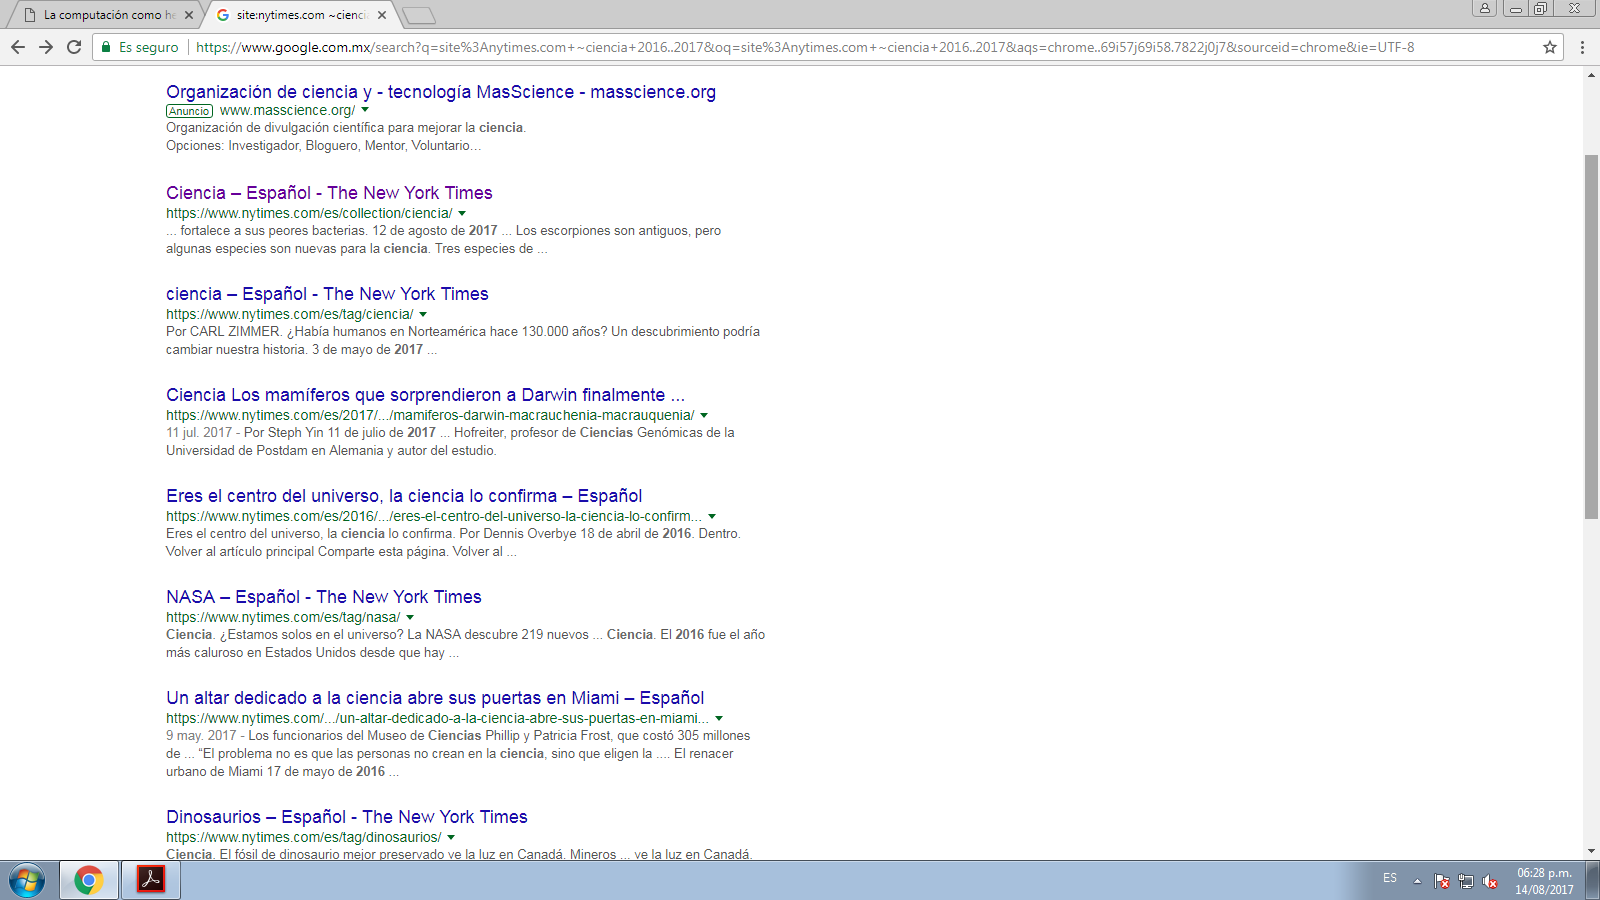 La computación como he
site:nytimes.com ~cienci
Es seguro
https://www.google.com.mx/search?q=site%3Anytimes.com+~ciencia+2016..2017&oq=site%3Anytimes.com+~ciencia+2016..2017&aqs=chrome..69i57j69i58.7822j0j7&sourceid=chrome&ie=UTF-8
Organización de ciencia y - tecnología MasScience - masscience.org
Anuncio www.masscience.org/
Organización de divulgación científica para mejorar la ciencia.
Opciones: Investigador, Bloguero, Mentor, Voluntario...
Ciencia – Español - The New York Times
https://www.nytimes.com/es/collection/ciencia/
... fortalece a sus peores bacterias. 12 de agosto de 2017 ... Los escorpiones son antiguos, pero
algunas especies son nuevas para la ciencia. Tres especies de ...
ciencia – Español - The New York Times
https://www.nytimes.com/es/tag/ciencia/
Por CARL ZIMMER. ¿Había humanos en Norteamérica hace 130.000 años? Un descubrimiento podría
cambiar nuestra historia. 3 de mayo de 2017 ...
Ciencia Los mamíferos que sorprendieron a Darwin finalmente ...
https://www.nytimes.com/es/2017/.../mamiferos-darwin-macrauchenia-macrauquenia/
11 jul. 2017 - Por Steph Yin 11 de julio de 2017 ... Hofreiter, profesor de Ciencias Genómicas de la
Universidad de Postdam en Alemania y autor del estudio.
Eres el centro del universo, la ciencia lo confirma – Español
https://www.nytimes.com/es/2016/.../eres-el-centro-del-universo-la-ciencia-lo-confirm...
Eres el centro del universo, la ciencia lo confirma. Por Dennis Overbye 18 de abril de 2016. Dentro.
Volver al artículo principal Comparte esta página. Volver al ...
NASA – Español - The New York Times
https://www.nytimes.com/es/tag/nasa/
Ciencia. ¿Estamos solos en el universo? La NASA descubre 219 nuevos ... Ciencia. El 2016 fue el año
más caluroso en Estados Unidos desde que hay ...
Un altar dedicado a la ciencia abre sus puertas en Miami – Español
https://www.nytimes.com/.../un-altar-dedicado-a-la-ciencia-abre-sus-puertas-en-miami...
9 may. 2017 - Los funcionarios del Museo de Ciencias Phillip y Patricia Frost, que costó 305 millones
de ... “El problema no es que las personas no crean en la ciencia, sino que eligen la .... El renacer
urbano de Miami 17 de mayo de 2016 ...
Dinosaurios – Español - The New York Times
https://www.nytimes.com/es/tag/dinosaurios/
Ciencia. El fósil de dinosaurio mejor preservado ve la luz en Canadá. Mineros ... ve la luz en Canadá.
ES
06:28 p.m.
14/08/2017